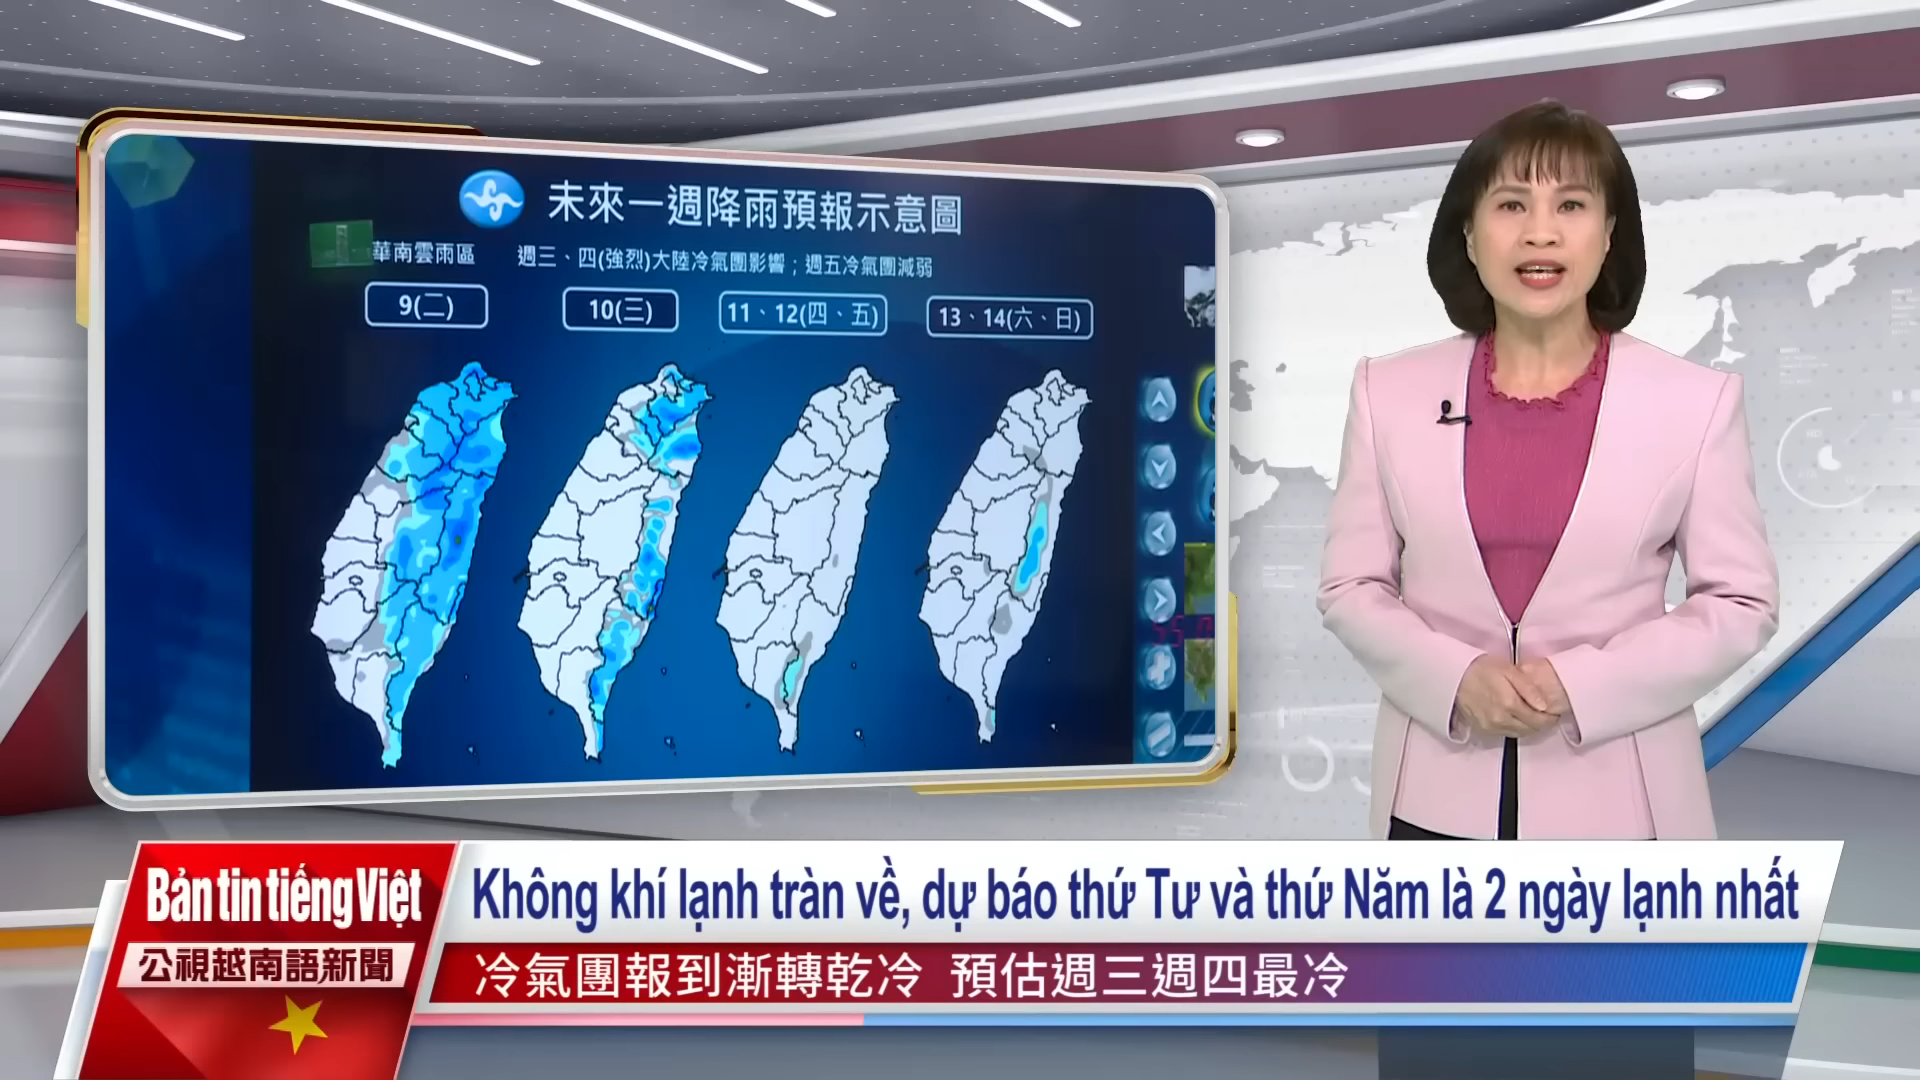 未來一週降雨預報示意圖
華南雲雨區 週三、四(強烈)大陸冷氣團影響；週五冷氣團減弱
9(二) 10(三) 11、12(四、五) 13、14(六、日)
Bản tin tiếng Việt
公視越南語新聞
Không khí lạnh tràn về, dự báo thứ Tư và thứ Năm là 2 ngày lạnh nhất
冷氣團報到漸轉乾冷 預估週三週四最冷